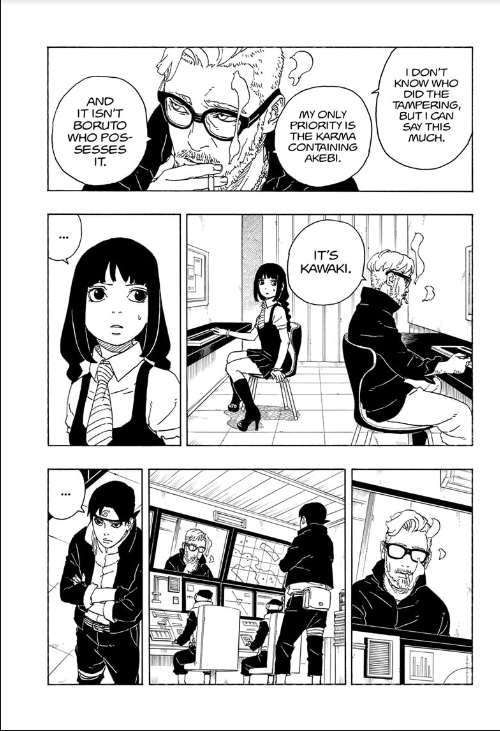 I DON'T
KNOW WHO
DID THE
TAMPERING,
BUT I CAN
SAY THIS
MUCH.
MY ONLY
PRIORITY IS
THE KARMA
CONTAINING
AKEBI.
AND
IT ISN'T
BORUTO
WHO POS-
SESSES
IT.
IT'S
KAWAKI.
...
...